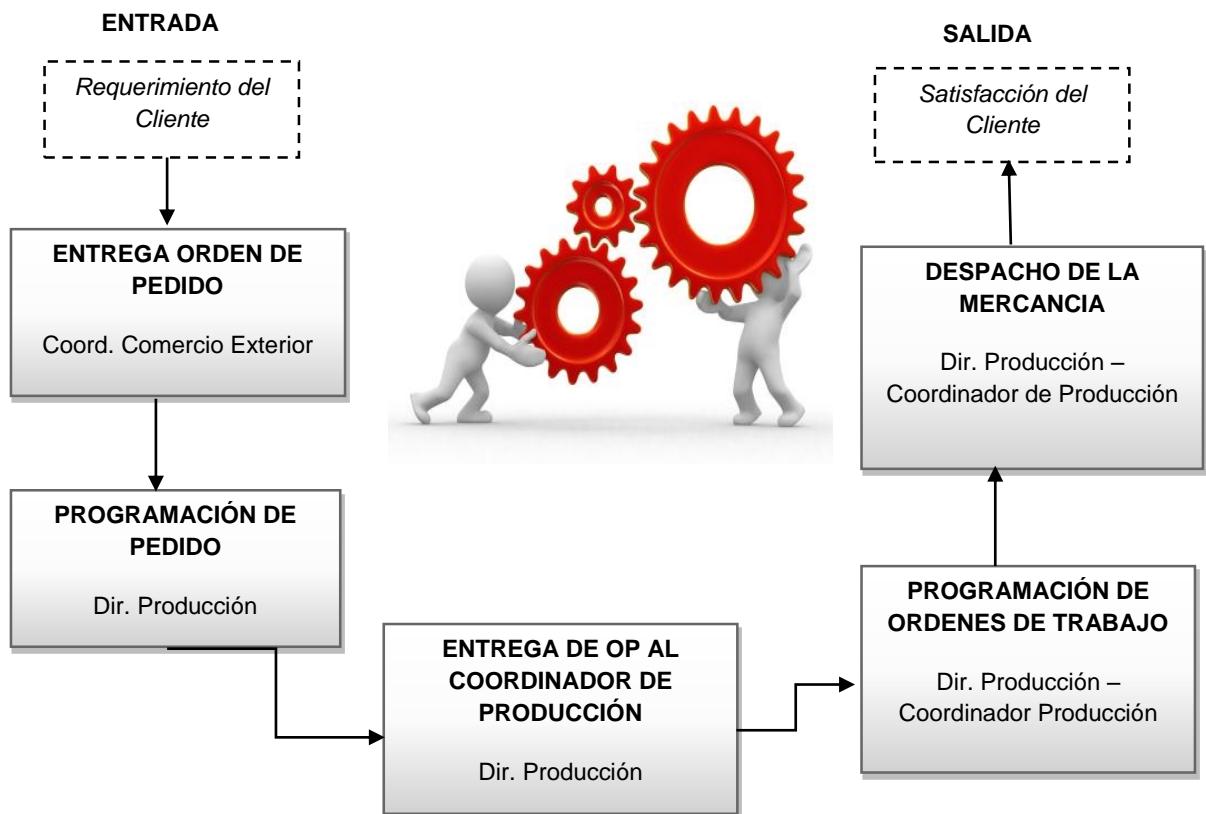 ENTRADA
Requerimiento del
Cliente
ENTREGA ORDEN DE
PEDIDO
Coord. Comercio Exterior
PROGRAMACIÓN DE
PEDIDO
Dir. Producción
ENTREGA DE OP AL
COORDINADOR DE
PRODUCCIÓN
Dir. Producción
PROGRAMACIÓN DE
ORDENES DE TRABAJO
Dir. Producción –
Coordinador Producción
DESPACHO DE LA
MERCANCIA
Dir. Producción –
Coordinador de Producción
SALIDA
Satisfacción del
Cliente